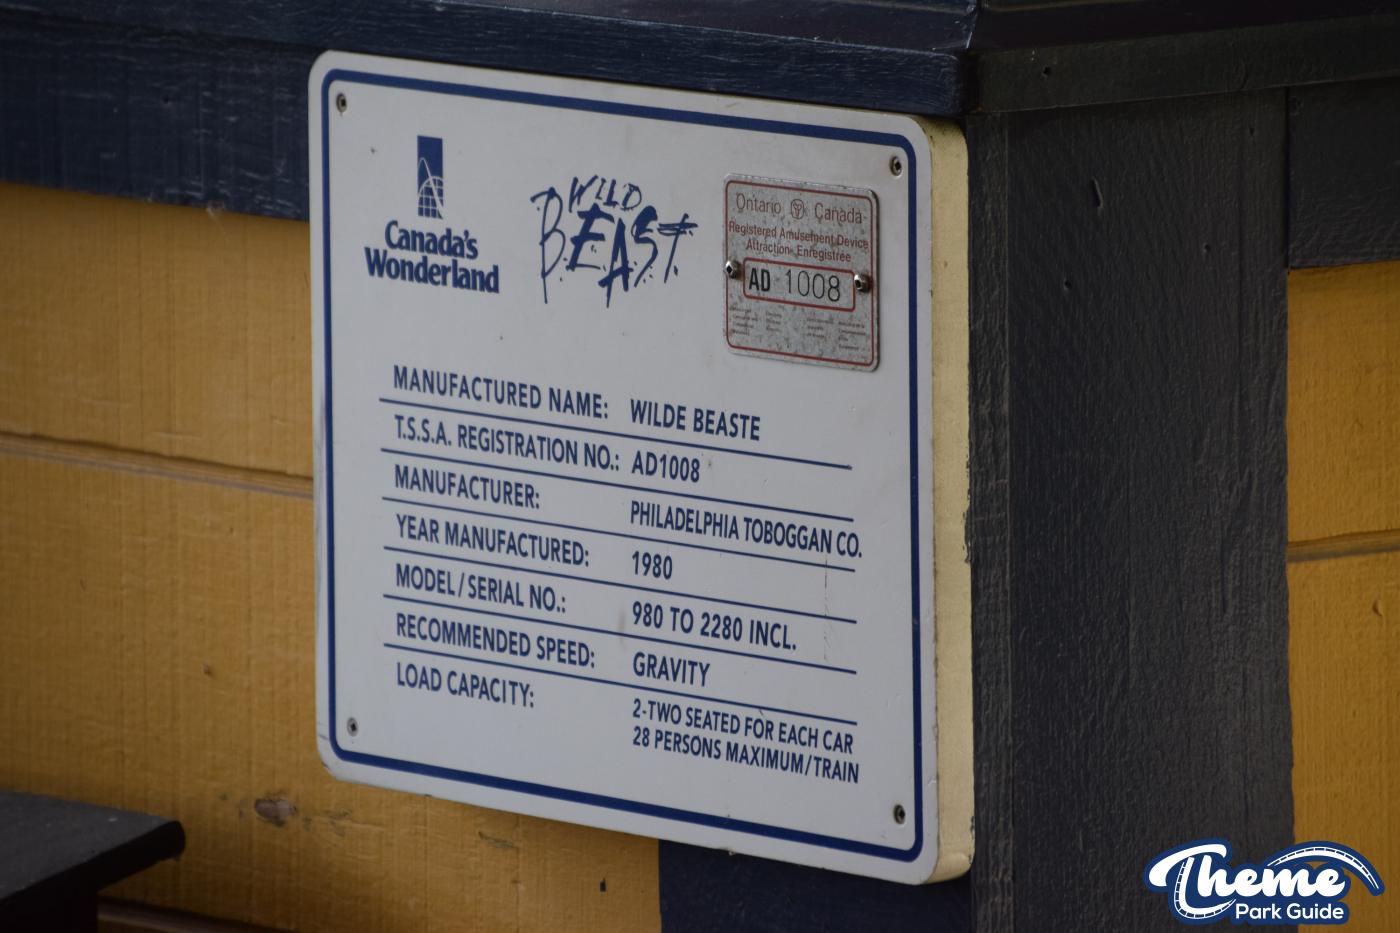 Canada's
Wonderland
WILD
BEAST
Ontario Canada
Registered Amusement Device
Attraction Enregistrée
AD 1008
MANUFACTURED NAME: WILDE BEASTE
T.S.S.A. REGISTRATION NO.: AD1008
MANUFACTURER: PHILADELPHIA TOBOGGAN CO.
YEAR MANUFACTURED: 1980
MODEL/SERIAL NO.: 980 TO 2280 INCL.
RECOMMENDED SPEED: GRAVITY
LOAD CAPACITY: 2-TWO SEATED FOR EACH CAR
28 PERSONS MAXIMUM/TRAIN
Theme
Park Guide